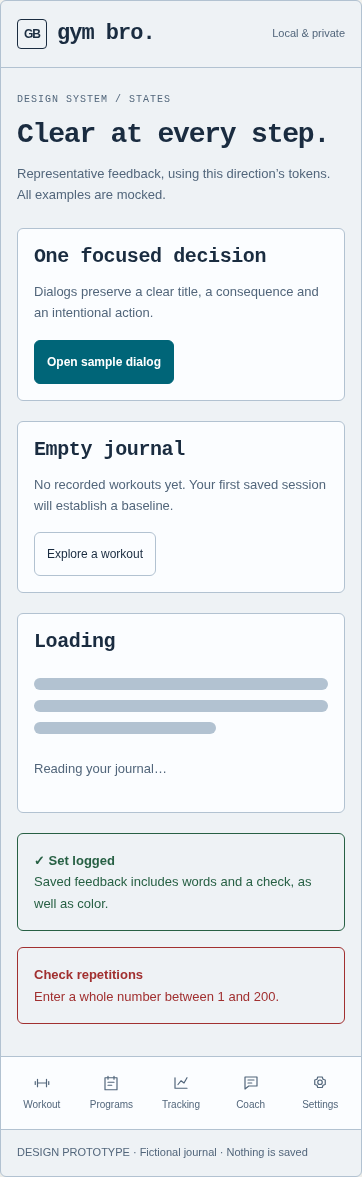 GB gym bro. Local & private
DESIGN SYSTEM / STATES
Clear at every step.
Representative feedback, using this direction's tokens.
All examples are mocked.
One focused decision
Dialogs preserve a clear title, a consequence and
an intentional action.
Open sample dialog
Empty journal
No recorded workouts yet. Your first saved session
will establish a baseline.
Explore a workout
Loading
Reading your journal…
✓ Set logged
Saved feedback includes words and a check, as
well as color.
Check repetitions
Enter a whole number between 1 and 200.
Workout Programs Tracking Coach Settings
DESIGN PROTOTYPE · Fictional journal · Nothing is saved